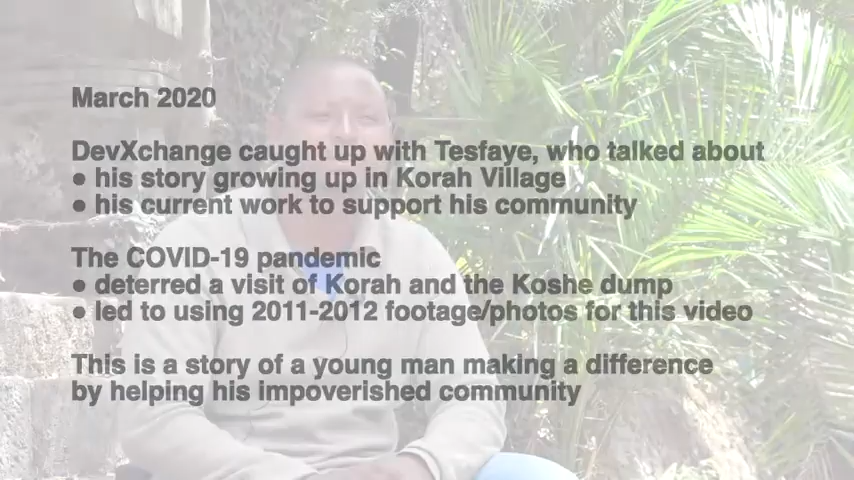 March 2020
DevXchange caught up with Tesfaye, who talked about
● his story growing up in Korah Village
● his current work to support his community
The COVID-19 pandemic
● deterred a visit of Korah and the Koshe dump
● led to using 2011-2012 footage/photos for this video
This is a story of a young man making a difference
by helping his impoverished community